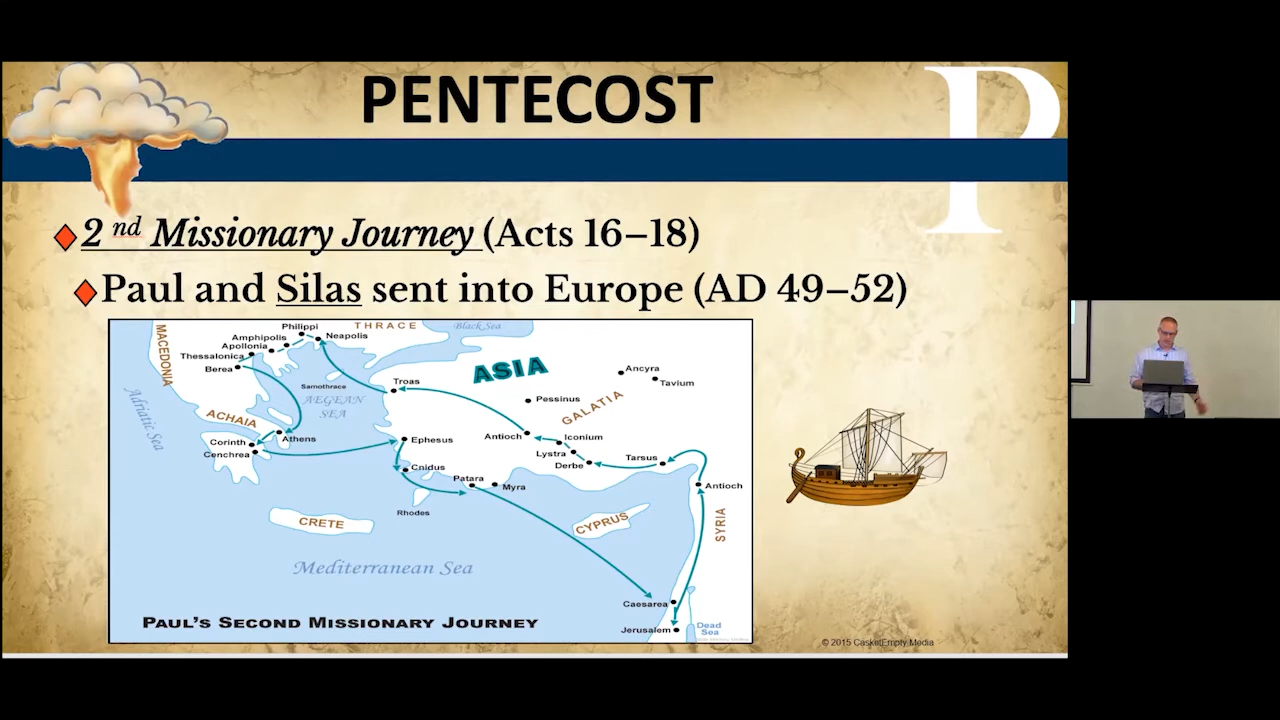 PENTECOST
P
2 nd Missionary Journey (Acts 16–18)
Paul and Silas sent into Europe (AD 49–52)
MACEDONIA
Philippi
THRACE
Black Sea
Amphipolis
Neapolis
Apollonia
Thessalonica
Berea
Samothrace
AEGEAN
SEA
Troas
ASIA
Ancyra
Tavium
Pessinus
GALATIA
Adriatic Sea
ACHAIA
Corinth
Athens
Cenchrea
Ephesus
Antioch
Iconium
Lystra
Derbe
Tarsus
Cnidus
Patara
Myra
Antioch
Rhodes
CRETE
CYPRUS
SYRIA
Mediterranean Sea
Caesarea
Jerusalem
Dead
Sea
PAUL'S SECOND MISSIONARY JOURNEY
© 2015 CasketEmpty Media